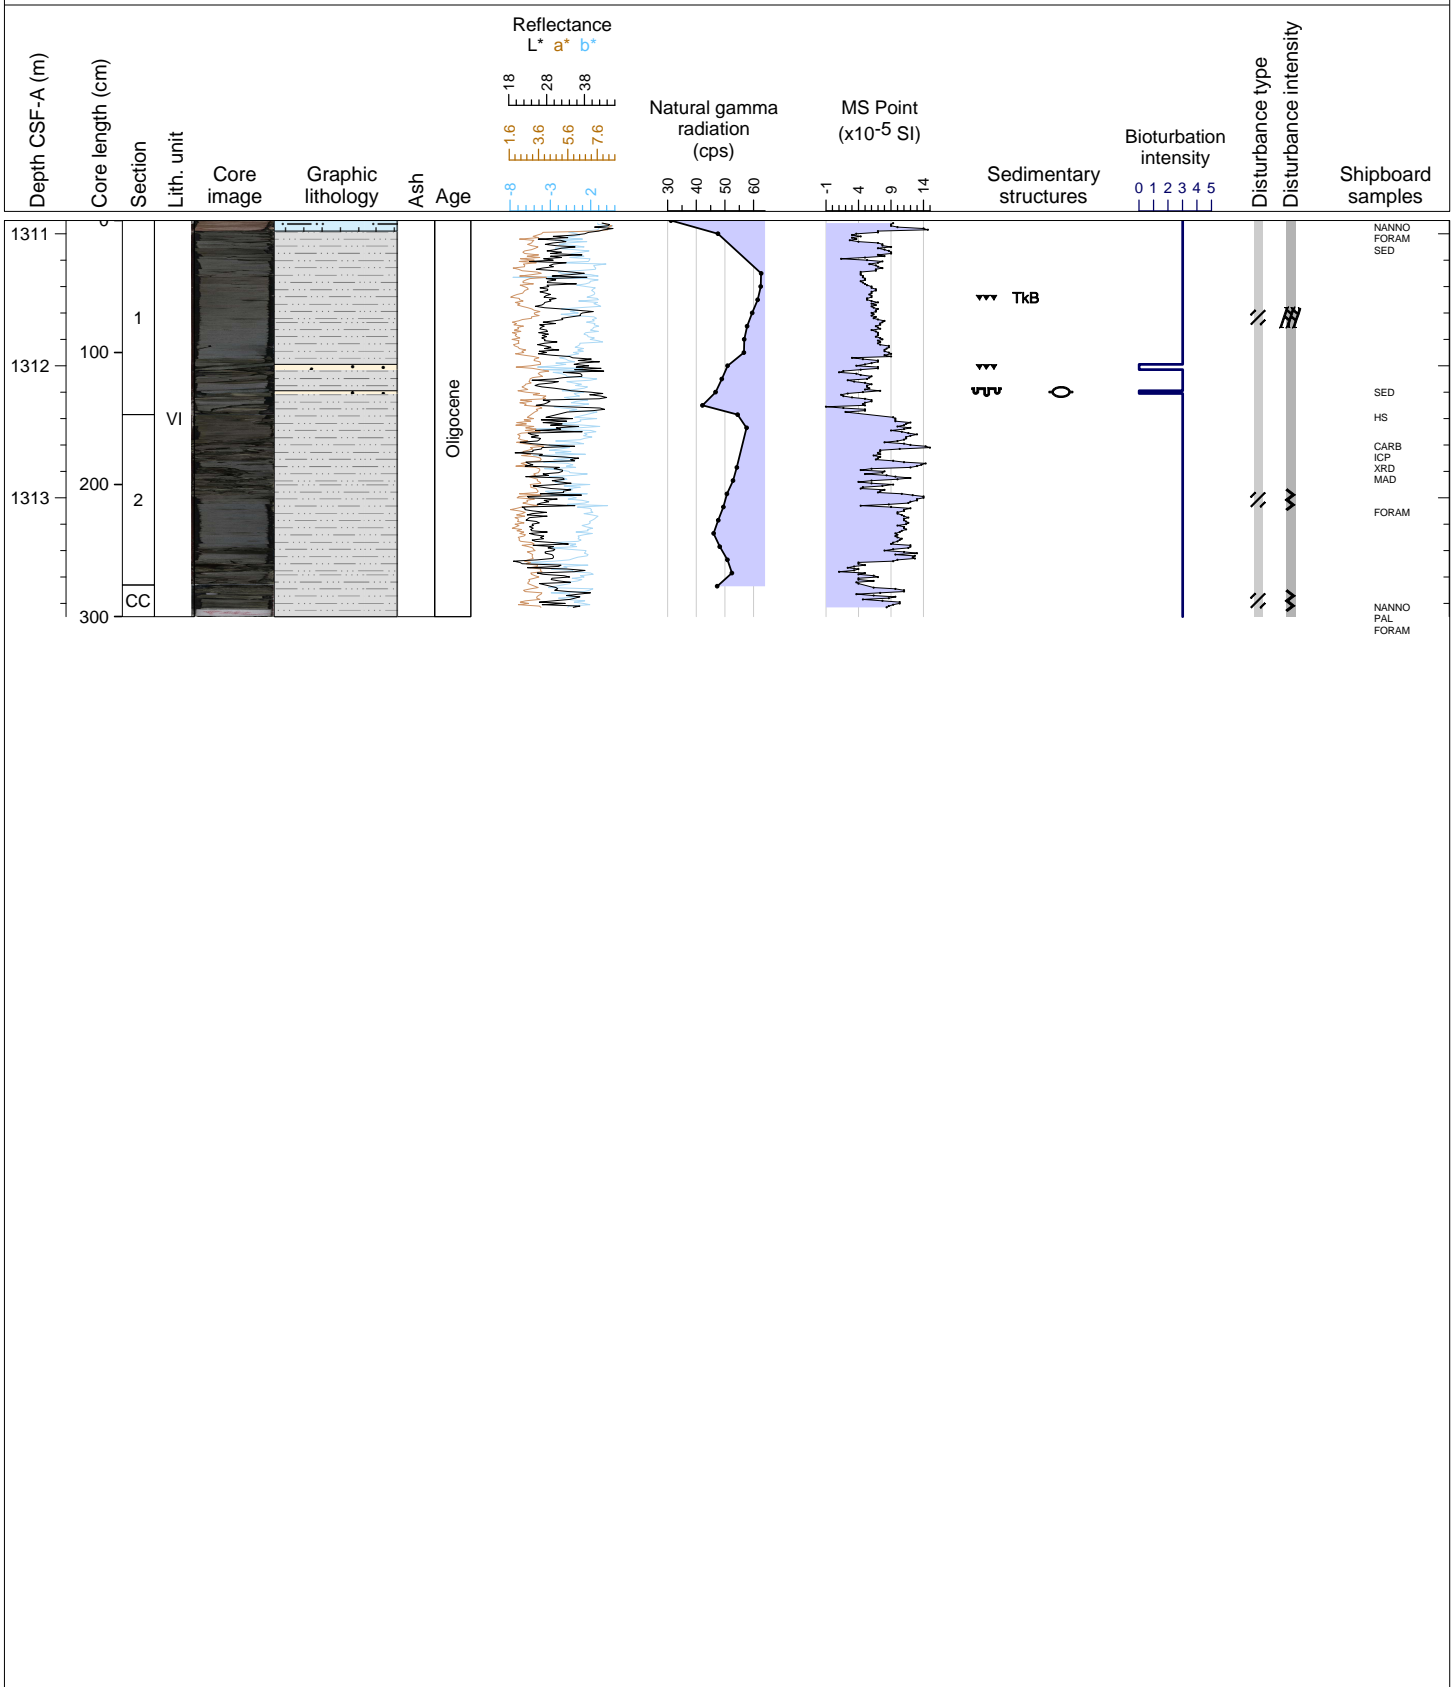 Depth CSF-A (m)
Core length (cm)
Section
Lith. unit
Core
image
Graphic
lithology
Ash
Age
Reflectance
L* a* b*
18 28 38
1.6 3.6 5.6 7.6
-8 -3 2
Natural gamma
radiation
(cps)
30 40 50 60
MS Point
(x10-5 SI)
-1 4 9 14
Sedimentary
structures
Bioturbation
intensity
0 1 2 3 4 5
Disturbance type
Disturbance intensity
Shipboard
samples
0
1311
NANNO
FORAM
SED
TkB
1
100
1312
SED
VI
Oligocene
HS
CARB
ICP
XRD
MAD
200
1313
2
FORAM
CC
300
NANNO
PAL
FORAM